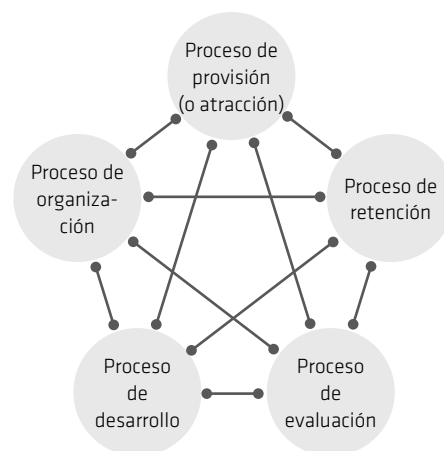 Proceso de
provisión
(o atracción)
Proceso de
organiza-
ción
Proceso de
retención
Proceso
de
desarrollo
Proceso
de
evaluación